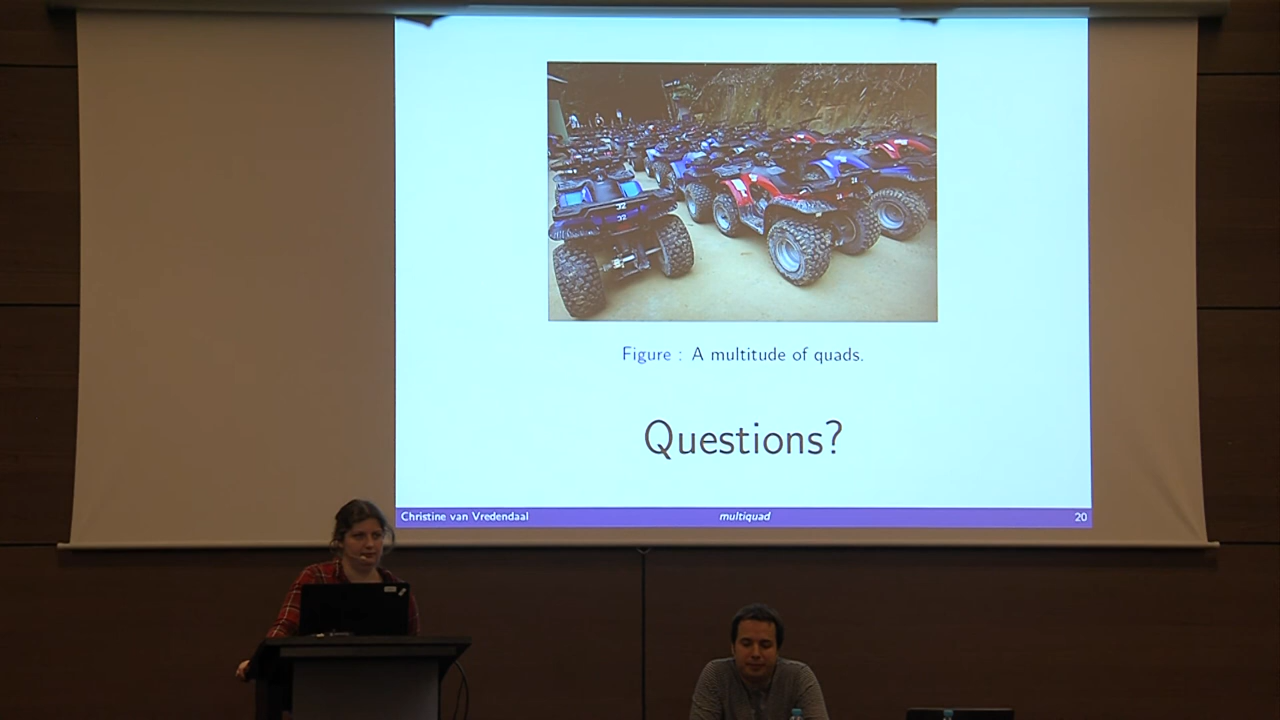 Figure : A multitude of quads.
Questions?
Christine van Vredendaal multiquad 20